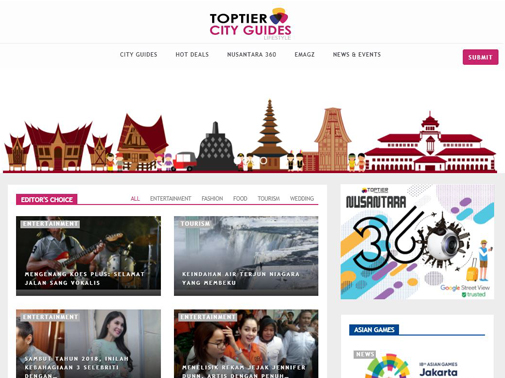 TOPTIER
CITY GUIDES
LIFESTYLE
CITY GUIDES HOT DEALS NUSANTARA 360 EMAGZ NEWS & EVENTS
SUBMIT
EDITOR'S CHOICE
ALL ENTERTAINMENT FASHION FOOD TOURISM WEDDING
ENTERTAINMENT
MENGENANG KOES PLUS: SELAMAT
JALAN SANG VOKALIS
TOURISM
KEINDAHAN AIR TERJUN NIAGARA
YANG MEMBEKU
ENTERTAINMENT
SAMBUT TAHUN 2018, INILAH
KEBAHAGIAAN 3 SELEBRITI
DENGAN...
ENTERTAINMENT
MENELISIK REKAM JEJAK JENNIFER
DUNN, ARTIS DENGAN PENUH...
TOPTIER
NUSANTARA
360
Google Street View
trusted
ASIAN GAMES
NEWS
18th ASIAN GAMES
Jakarta